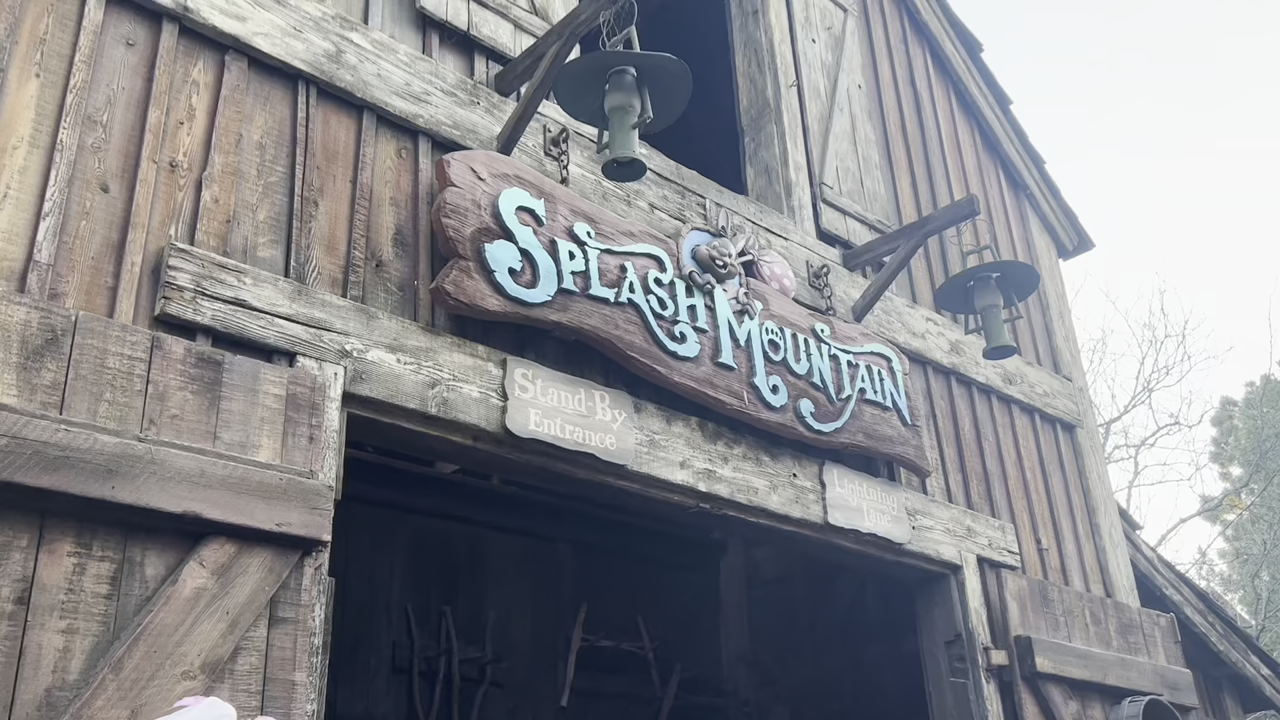 SPLASH
MOUNTAIN
Stand-By
Entrance
Lightning
Lane